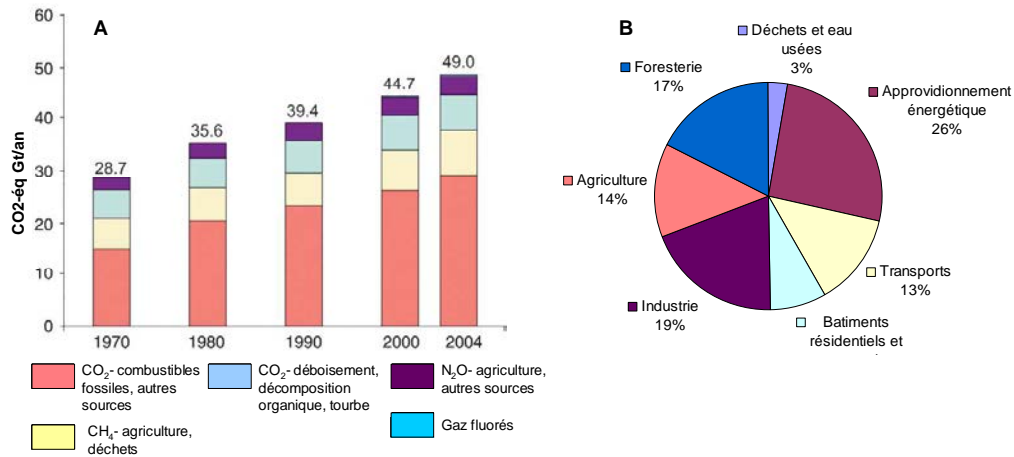 A
CO2-éq Gt/an
60
50
40
30
20
10
0
28.7
35.6
39.4
44.7
49.0
1970
1980
1990
2000
2004
CO₂- combustibles
fossiles, autres
sources
CO₂- déboisement,
décomposition
organique, tourbe
N₂O- agriculture,
autres sources
CH₄- agriculture,
déchets
Gaz fluorés
B
Déchets et eau
usées
3%
Approvidionnement
énergétique
26%
Transports
13%
Batiments
résidentiels et
Industrie
19%
Agriculture
14%
Foresterie
17%